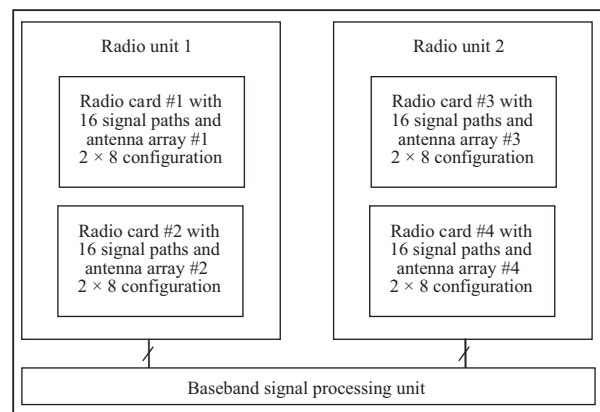 Radio unit 1
Radio card #1 with
16 signal paths and
antenna array #1
2 × 8 configuration
Radio card #2 with
16 signal paths and
antenna array #2
2 × 8 configuration
Radio unit 2
Radio card #3 with
16 signal paths and
antenna array #3
2 × 8 configuration
Radio card #4 with
16 signal paths and
antenna array #4
2 × 8 configuration
Baseband signal processing unit